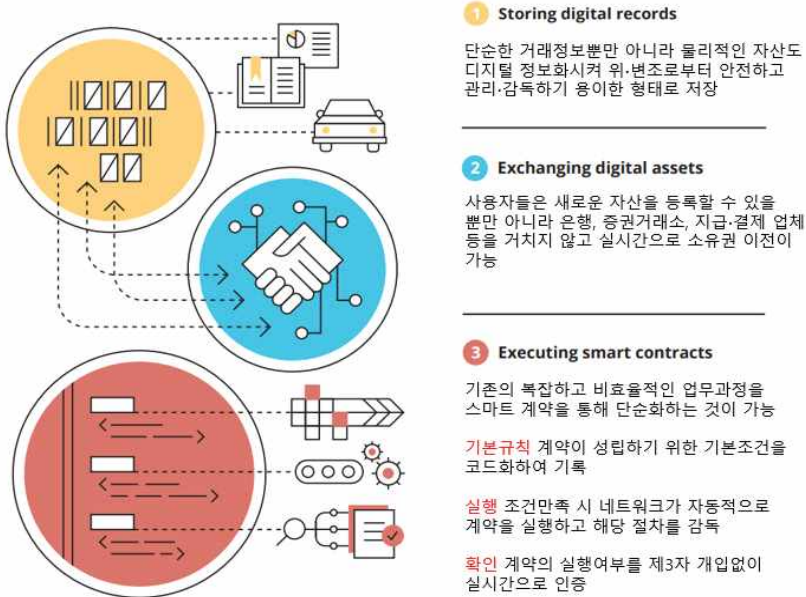 1 Storing digital records
단순한 거래정보뿐만 아니라 물리적인 자산도
디지털 정보화시켜 위·변조로부터 안전하고
관리·감독하기 용이한 형태로 저장
2 Exchanging digital assets
사용자들은 새로운 자산을 등록할 수 있을
뿐만 아니라 은행, 증권거래소, 지급·결제 업체
등을 거치지 않고 실시간으로 소유권 이전이
가능
3 Executing smart contracts
기존의 복잡하고 비효율적인 업무과정을
스마트 계약을 통해 단순화하는 것이 가능
기본규칙 계약이 성립하기 위한 기본조건을
코드화하여 기록
실행 조건만족 시 네트워크가 자동적으로
계약을 실행하고 해당 절차를 감독
확인 계약의 실행여부를 제3자 개입없이
실시간으로 인증